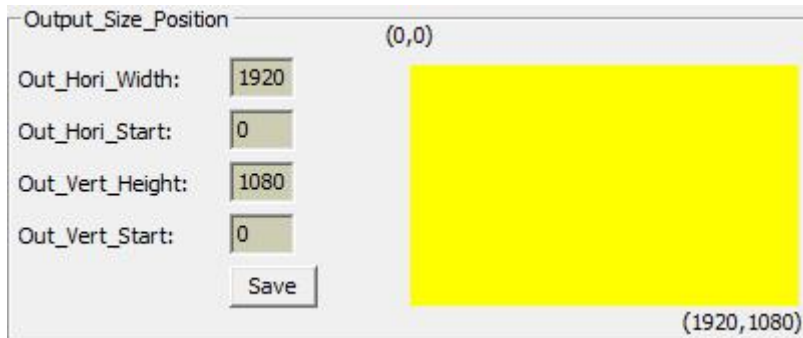 Output_Size_Position
(0,0)
Out_Hori_Width: 1920
Out_Hori_Start: 0
Out_Vert_Height: 1080
Out_Vert_Start: 0
Save
(1920,1080)